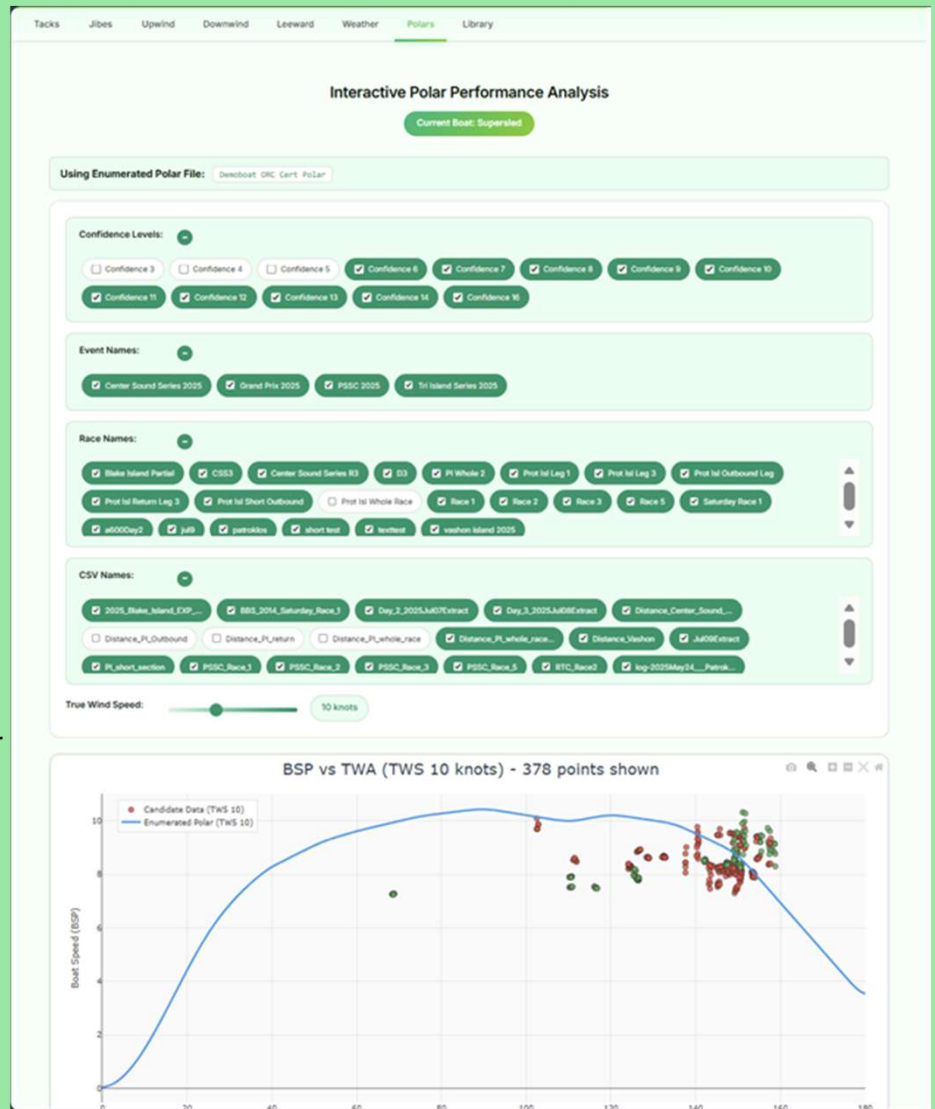 Tacks Jibes Upwind Downwind Leeward Weather Polars Library
Interactive Polar Performance Analysis
Current Boat: Supersled
Using Enumerated Polar File: Demoboat ORC Cert Polar
Confidence Levels:
Confidence 3 Confidence 4 Confidence 5 Confidence 6 Confidence 7 Confidence 8 Confidence 9 Confidence 10
Confidence 11 Confidence 12 Confidence 13 Confidence 14 Confidence 16
Event Names:
Center Sound Series 2025 Grand Prix 2025 PSSC 2025 Tri Island Series 2025
Race Names:
Blake Island Partial CSS3 Center Sound Series R3 D3 PI Whole 2 Prot Isl Leg 1 Prot Isl Leg 3 Prot Isl Outbound Leg
Prot Isl Return Leg 3 Prot Isl Short Outbound Prot Isl Whole Race Race 1 Race 2 Race 3 Race 5 Saturday Race 1
a600Day2 jul9 patroklos short test texttest vashon island 2025
CSV Names:
2025_Blake_Island_EXP_... BBS_2014_Saturday_Race_1 Day_2_2025Jul07Extract Day_3_2025Jul08Extract Distance_Center_Sound_...
Distance_PI_Outbound Distance_PI_return Distance_PI_whole_race Distance_PI_whole_race... Distance_Vashon Jul09Extract
PI_short_section PSSC_Race_1 PSSC_Race_2 PSSC_Race_3 PSSC_Race_5 RTC_Race2 log-2025May24__Patrok...
True Wind Speed: 10 knots
BSP vs TWA (TWS 10 knots) - 378 points shown
Candidate Data (TWS 10)
Enumerated Polar (TWS 10)
10
8
6
4
2
0
Boat Speed (BSP)
0 20 40 60 80 100 120 140 160 180